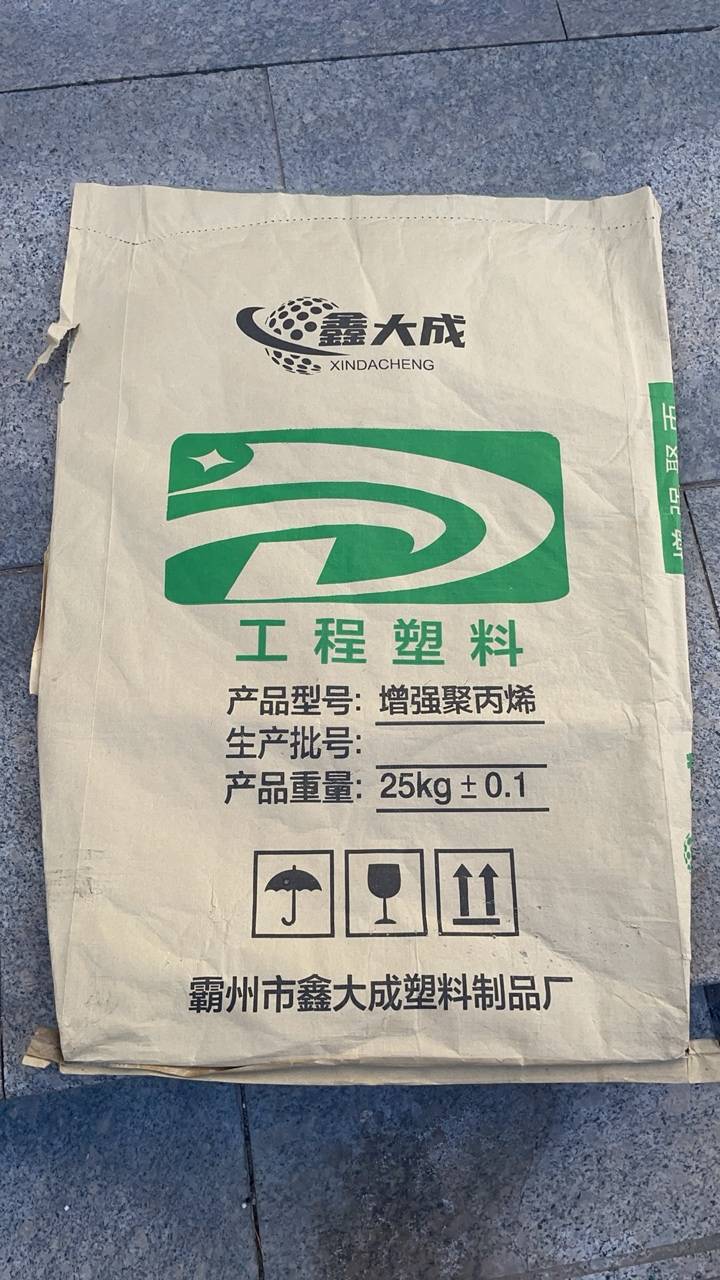 鑫大成
XINDACHENG
工程塑料
产品型号: 增强聚丙烯
生产批号:
产品重量: 25kg ± 0.1
霸州市鑫大成塑料制品厂